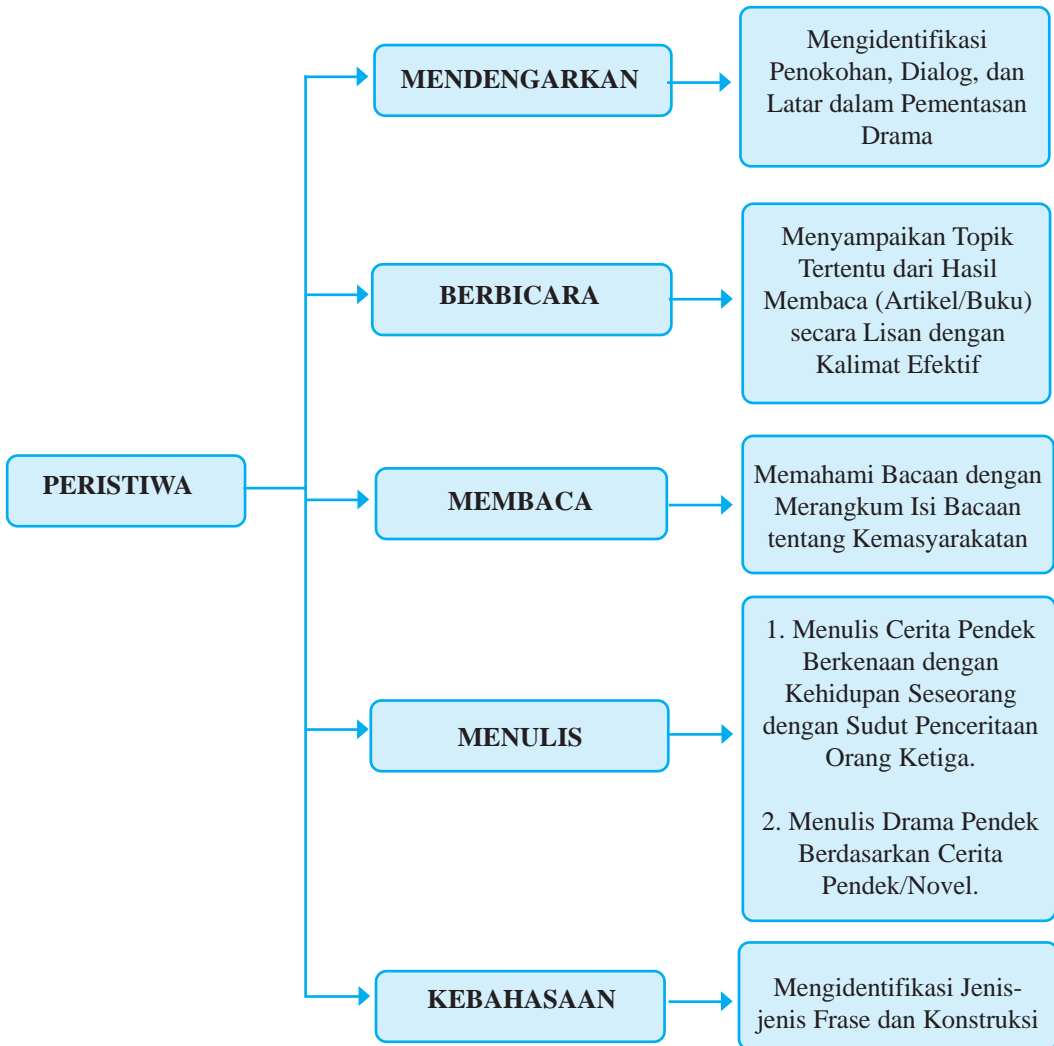 PERISTIWA
MENDENGARKAN
Mengidentifikasi
Penokohan, Dialog, dan
Latar dalam Pementasan
Drama
BERBICARA
Menyampaikan Topik
Tertentu dari Hasil
Membaca (Artikel/Buku)
secara Lisan dengan
Kalimat Efektif
MEMBACA
Memahami Bacaan dengan
Merangkum Isi Bacaan
tentang Kemasyarakatan
MENULIS
1. Menulis Cerita Pendek
Berkenaan dengan
Kehidupan Seseorang
dengan Sudut Penceritaan
Orang Ketiga.
2. Menulis Drama Pendek
Berdasarkan Cerita
Pendek/Novel.
KEBAHASAAN
Mengidentifikasi Jenis-
jenis Frase dan Konstruksi